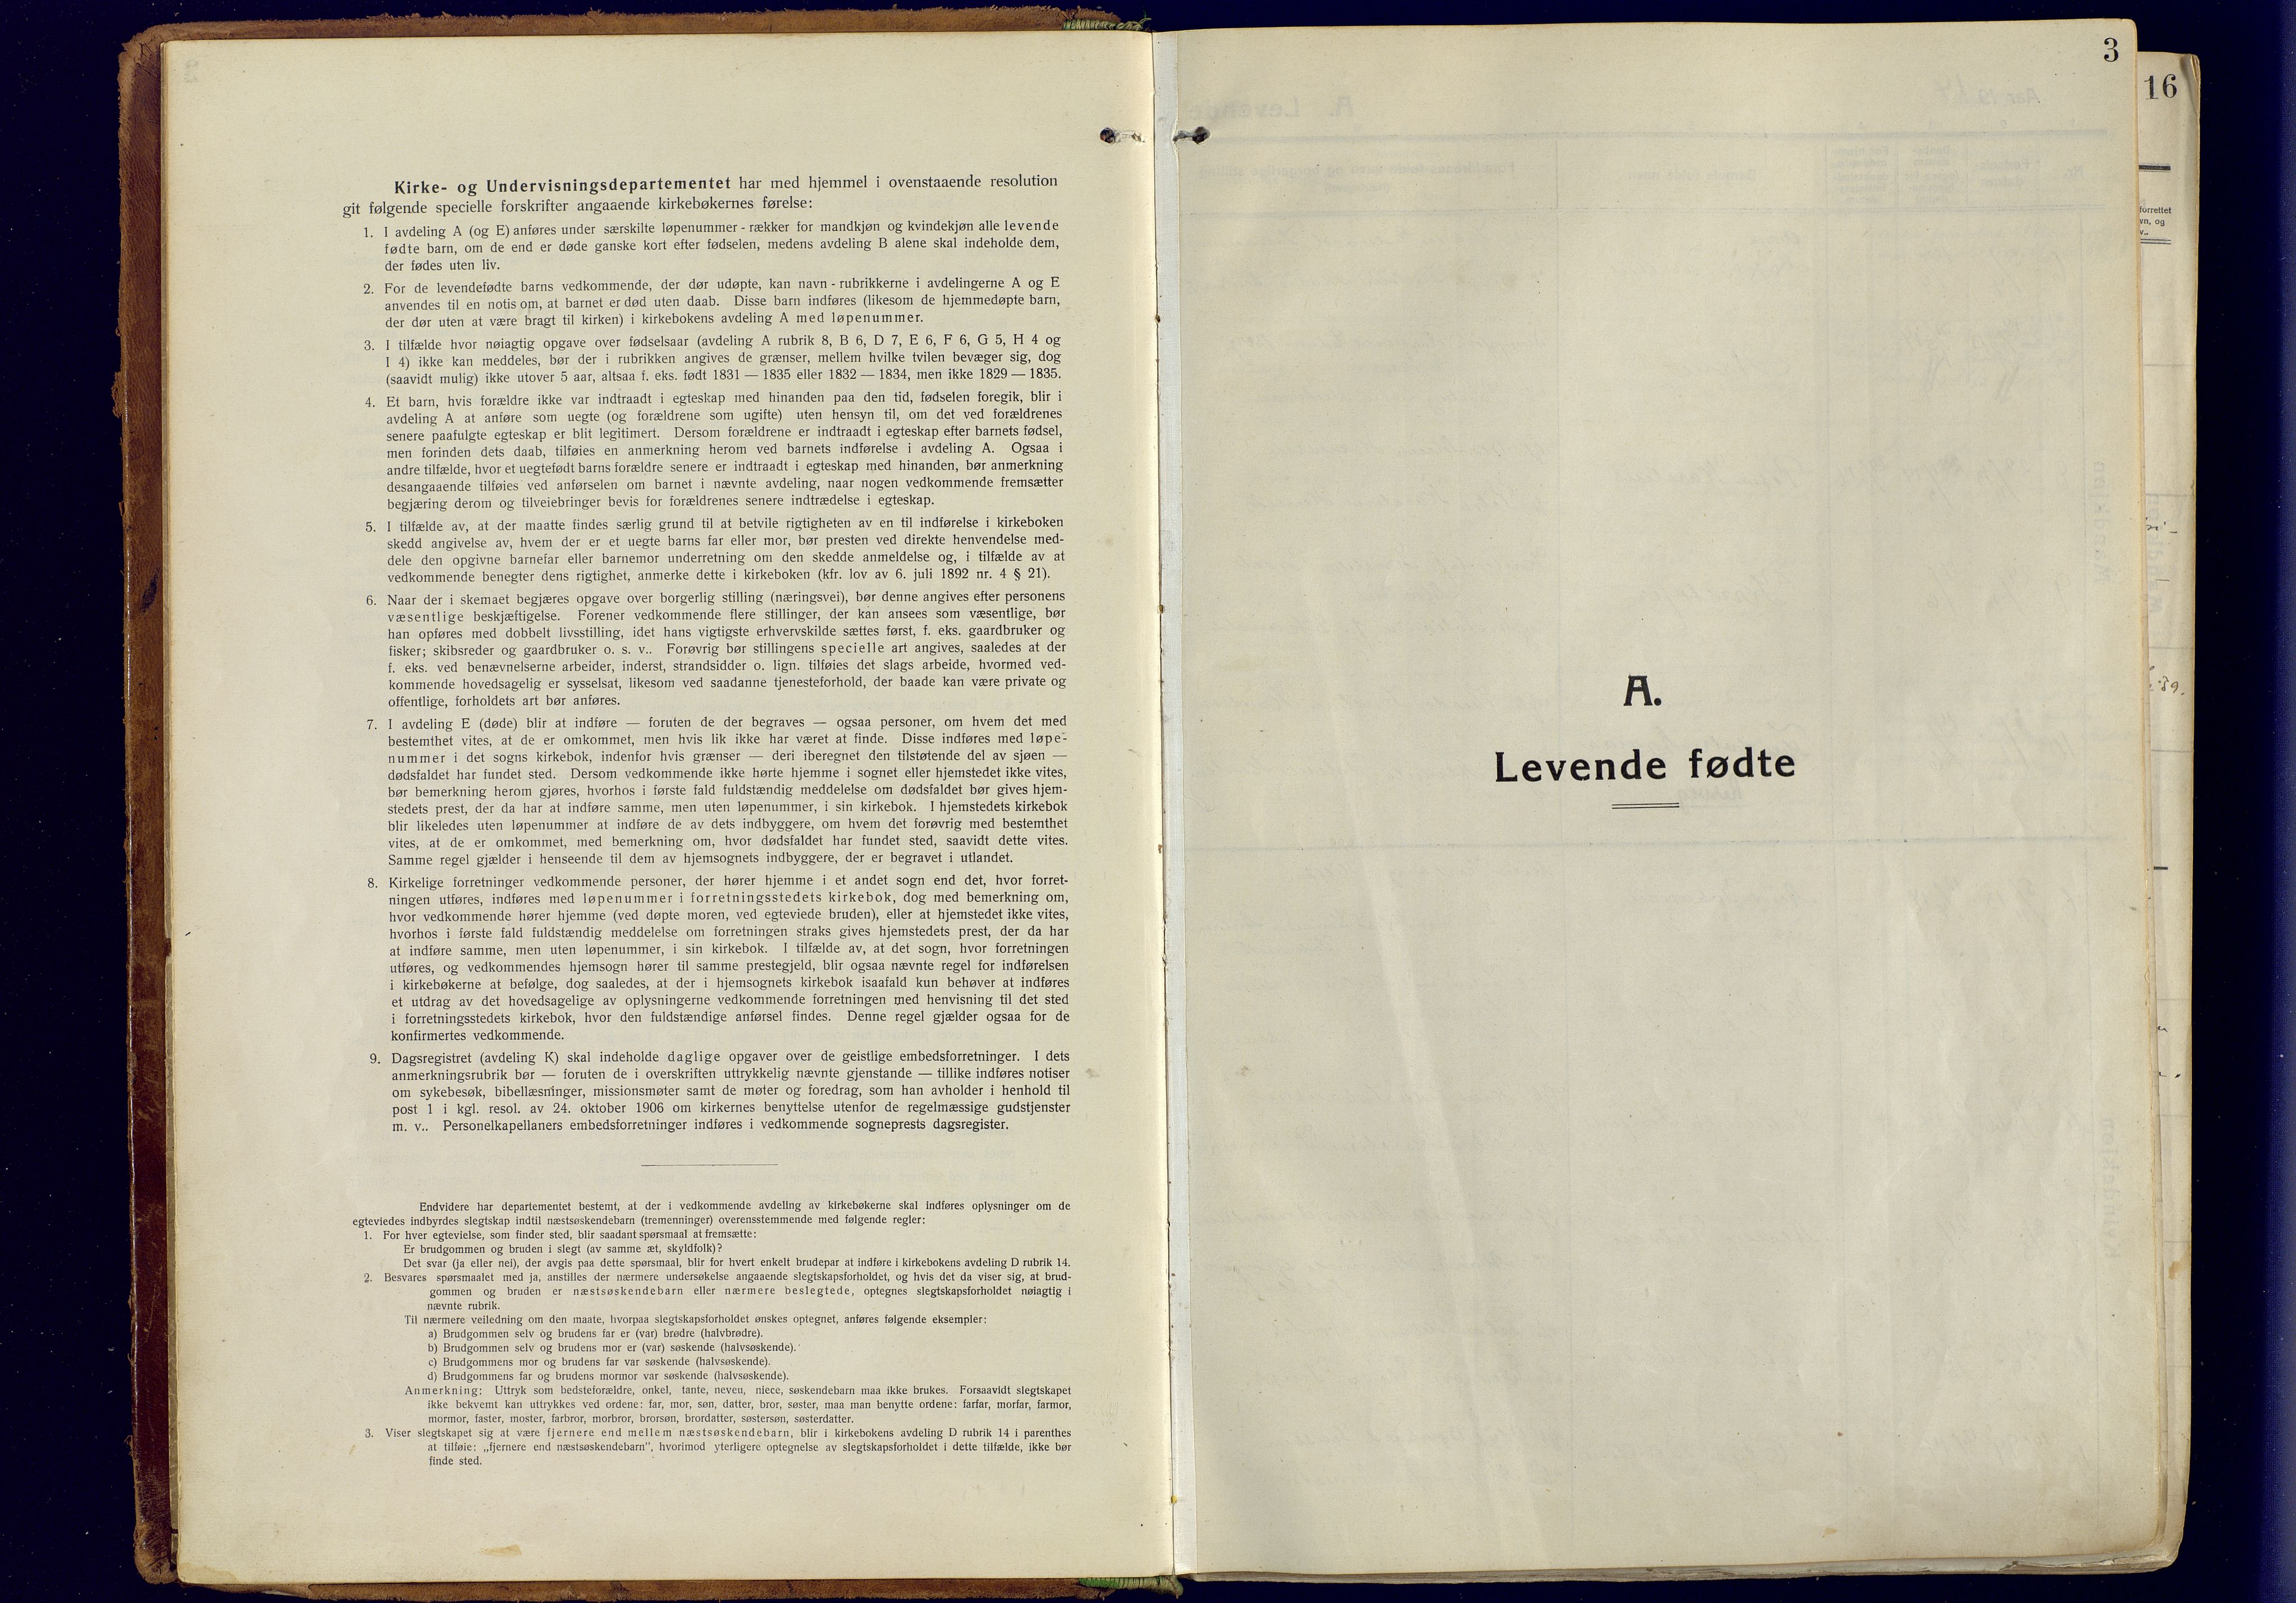 Kirke- og Undervisningsdepartementet har med hjemmel i ovenstaaende resolution
git følgende specielle forskrifter angaaende kirkebøkernes førelse:
1. I avdeling A (og E) anføres under særskilte løpenummer-rækker for mandkjøn og kvindekjøn alle levende
fødte barn, om de end er døde ganske kort efter fødselen, medens avdeling B alene skal indeholde dem,
der fødes uten liv.
2. For de levendefødte barns vedkommende, der dør udøpte, kan navn-rubrikkerne i avdelingerne A og E
anvendes til en notis om, at barnet er død uten daab. Disse barn indføres (likesom de hjemmedøpte barn,
der dør uten at være bragt til kirken) i kirkebokens avdeling A med løpenummer.
3. I tilfælde hvor nøiagtig opgave over fødselsaar (avdeling A rubrik 8, B 6, D 7, E 6, F 6, G 5, H 4 og
I 4) ikke kan meddeles, bør der i rubrikken angives de grænser, mellem hvilke tvilen bevæger sig, dog
(saavidt mulig) ikke utover 5 aar, altsaa f. eks. født 1831 — 1835 eller 1832 — 1834, men ikke 1829 — 1835.
4. Et barn, hvis forældre ikke var indtraadt i egteskap med hinanden paa den tid, fødselen foregik, blir i
avdeling A at anføre som uegte (og forældrene som ugifte) uten hensyn til, om det ved forældrenes
senere paafulgte egteskap er blit legitimert. Dersom forældrene er indtraadt i egteskap efter barnets fødsel,
men forinden dets daab, tilføies en anmerkning herom ved barnets indførelse i avdeling A. Ogsaa i
andre tilfælde, hvor et uegtefødt barns forældre senere er indtraadt i egteskap med hinanden, bør anmerkning
desangaaende tilføies ved anførselen om barnet i nævnte avdeling, naar nogen vedkommende fremsætter
begjæring derom og tilveiebringer bevis for forældrenes senere indtrædelse i egteskap.
5. I tilfælde av, at der maatte findes særlig grund til at betvile rigtigheten av en til indførelse i kirkeboken
skedd angivelse av, hvem der er et uegte barns far eller mor, bør presten ved direkte henvendelse med-
dele den opgivne barnefar eller barnemor underretning om den skedde anmeldelse og, i tilfælde av at
vedkommende benegter dens rigtighet, anmerke dette i kirkeboken (kfr. lov av 6. juli 1892 nr. 4 § 21).
6. Naar der i skemaet begjæres opgave over borgerlig stilling (næringsvei), bør denne angives efter personens
væsentlige beskjæftigelse. Forener vedkommende flere stillinger, der kan ansees som væsentlige, bør
han opføres med dobbelt livsstilling, idet hans vigtigste erhvervskilde sættes først, f. eks. gaardbruker og
fisker; skibsreder og gaardbruker o. s. v.. Forøvrig bør stillingens specielle art angives, saaledes at der
f. eks. ved benævnelserne arbeider, inderst, strandsidder o. lign. tilføies det slags arbeide, hvormed ved-
kommende hovedsagelig er sysselsat, likesom ved saadanne tjenesteforhold, der baade kan være private og
offentlige, forholdets art bør anføres.
7. I avdeling E (døde) blir at indføre — foruten de der begraves — ogsaa personer, om hvem det med
bestemthet vites, at de er omkommet, men hvis lik ikke har været at finde. Disse indføres med løpe-
nummer i det sogns kirkebok, indenfor hvis grænser — deri iberegnet den tilstøtende del av sjøen —
dødsfaldet har fundet sted. Dersom vedkommende ikke hørte hjemme i sognet eller hjemstedet ikke vites,
bør bemerkning herom gjøres, hvorhos i første fald fuldstændig meddelelse om dødsfaldet bør gives hjem-
stedets prest, der da har at indføre samme, men uten løpenummer, i sin kirkebok. I hjemstedets kirkebok
blir likeledes uten løpenummer at indføre de av dets indbyggere, om hvem det forøvrig med bestemthet
vites, at de er omkommet, med bemerkning om, hvor dødsfaldet har fundet sted, saavidt dette vites.
Samme regel gjælder i henseende til dem av hjemsognets indbyggere, der er begravet i utlandet.
8. Kirkelige forretninger vedkommende personer, der hører hjemme i et andet sogn end det, hvor forret-
ningen utføres, indføres med løpenummer i forretningsstedets kirkebok, dog med bemerkning om,
hvor vedkommende hører hjemme (ved døpte moren, ved egteviede bruden), eller at hjemstedet ikke vites,
hvorhos i første fald fuldstændig meddelelse om forretningen straks gives hjemstedets prest, der da har
at indføre samme, men uten løpenummer, i sin kirkebok. I tilfælde av, at det sogn, hvor forretningen
utføres, og vedkommendes hjemsogn hører til samme prestegjeld, blir ogsaa nævnte regel for indførelsen
i kirkebøkerne at befølge, dog saaledes, at der i hjemsognets kirkebok isaafald kun behøver at indføres
et utdrag av det hovedsagelige av oplysningerne vedkommende forretningen med henvisning til det sted
i forretningsstedets kirkebok, hvor den fuldstændige anførsel findes. Denne regel gjælder ogsaa for de
konfirmertes vedkommende.
9. Dagsregistret (avdeling K) skal indeholde daglige opgaver over de geistlige embedsforretninger. I dets
anmerkningsrubrik bør — foruten de i overskriften uttrykkelig nævnte gjenstande — tillike indføres notiser
om sykebesøk, bibellæsninger, missionsmøter samt de møter og foredrag, som han avholder i henhold til
post 1 i kgl. resol. av 24. oktober 1906 om kirkernes benyttelse utenfor de regelmæssige gudstjenster
m. v.. Personelkapellaners embedsforretninger indføres i vedkommende sogneprests dagsregister.
Endvidere har departementet bestemt, at der i vedkommende avdeling av kirkebøkerne skal indføres oplysninger om de
egteviedes indbyrdes slegtskap indtil næstsøskendebarn (tremenninger) overensstemmende med følgende regler:
1. For hver egtevielse, som finder sted, blir saadant spørsmaal at fremsætte:
Er brudgommen og bruden i slegt (av samme æt, skyldfolk)?
Det svar (ja eller nei), der avgis paa dette spørsmaal, blir for hvert enkelt brudepar at indføre i kirkebokens avdeling D rubrik 14.
2. Besvares spørsmaalet med ja, anstilles der nærmere undersøkelse angaaende slegtskapsforholdet, og hvis det da viser sig, at brud-
gommen og bruden er næstsøskendebarn eller nærmere beslegtede, optegnes slegtskapsforholdet nøiagtig i
nævnte rubrik.
Til nærmere veiledning om den maate, hvorpaa slegtskapsforholdet ønskes optegnet, anføres følgende eksempler:
a) Brudgommen selv og brudens far er (var) brødre (halvbrødre).
b) Brudgommen selv og brudens mor er (var) søskende (halvsøskende).
c) Brudgommens mor og brudens far var søskende (halvsøskende).
d) Brudgommens far og brudens mormor var søskende (halvsøskende).
Anmerkning: Uttryk som bedsteforældre, onkel, tante, neveu, niece, søskendebarn maa ikke brukes. Forsaavidt slegtskapet
ikke bekvemt kan uttrykkes ved ordene: far, mor, søn, datter, bror, søster, maa man benytte ordene: farfar, morfar, farmor,
mormor, faster, moster, farbror, morbror, brorsøn, brordatter, søstersøn, søsterdatter.
3. Viser slegtskapet sig at være fjernere end mellem næstsøskendebarn, blir i kirkebokens avdeling D rubrik 14 i parenthes
at tilføie: „fjernere end næstsøskendebarn”, hvorimod yterligere optegnelse av slegtskapsforholdet i dette tilfælde, ikke bør
finde sted.
3
A.
Levende fødte
16
forrettet
vn, og
v..